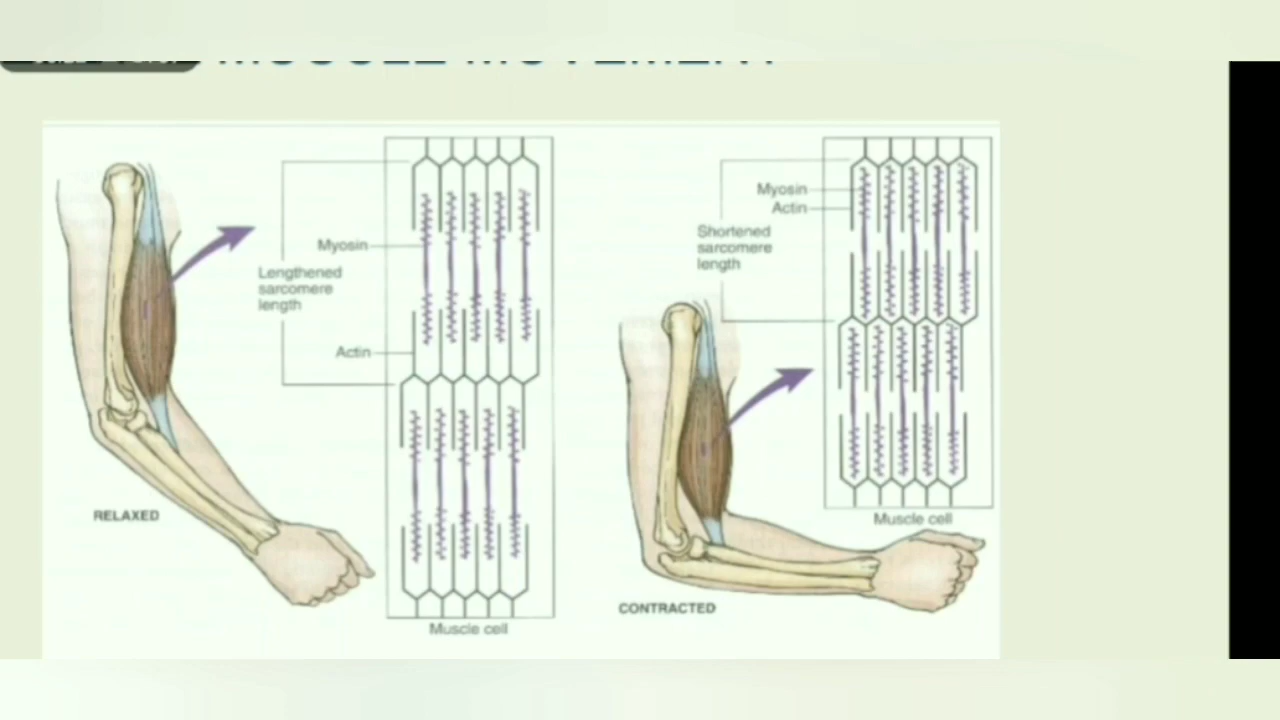 MUSCLE MOVEMENT
Myosin
Lengthened
sarcomere
length
Actin
RELAXED
Muscle cell
Myosin
Actin
Shortened
sarcomere
length
Muscle cell
CONTRACTED